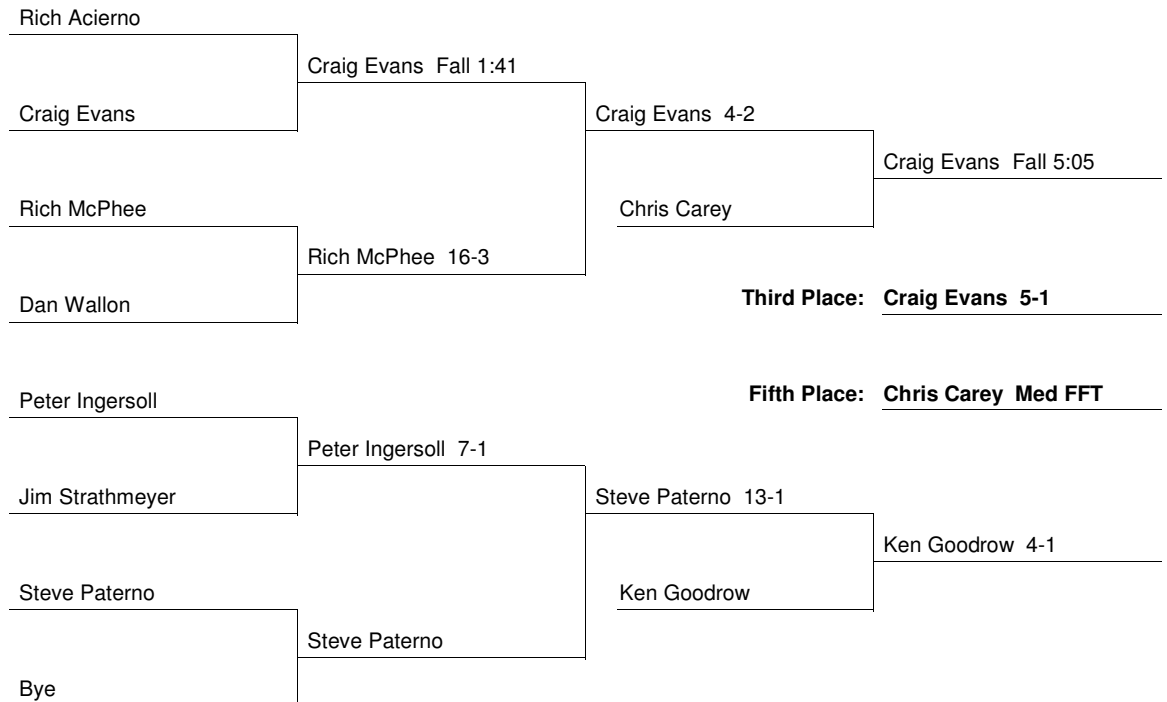 Rich Acierno
Craig Evans Fall 1:41
Craig Evans
Craig Evans 4-2
Craig Evans Fall 5:05
Rich McPhee
Chris Carey
Rich McPhee 16-3
Dan Wallon
Third Place: Craig Evans 5-1
Peter Ingersoll
Fifth Place: Chris Carey Med FFT
Peter Ingersoll 7-1
Jim Strathmeyer
Steve Paterno 13-1
Ken Goodrow 4-1
Steve Paterno
Ken Goodrow
Steve Paterno
Bye